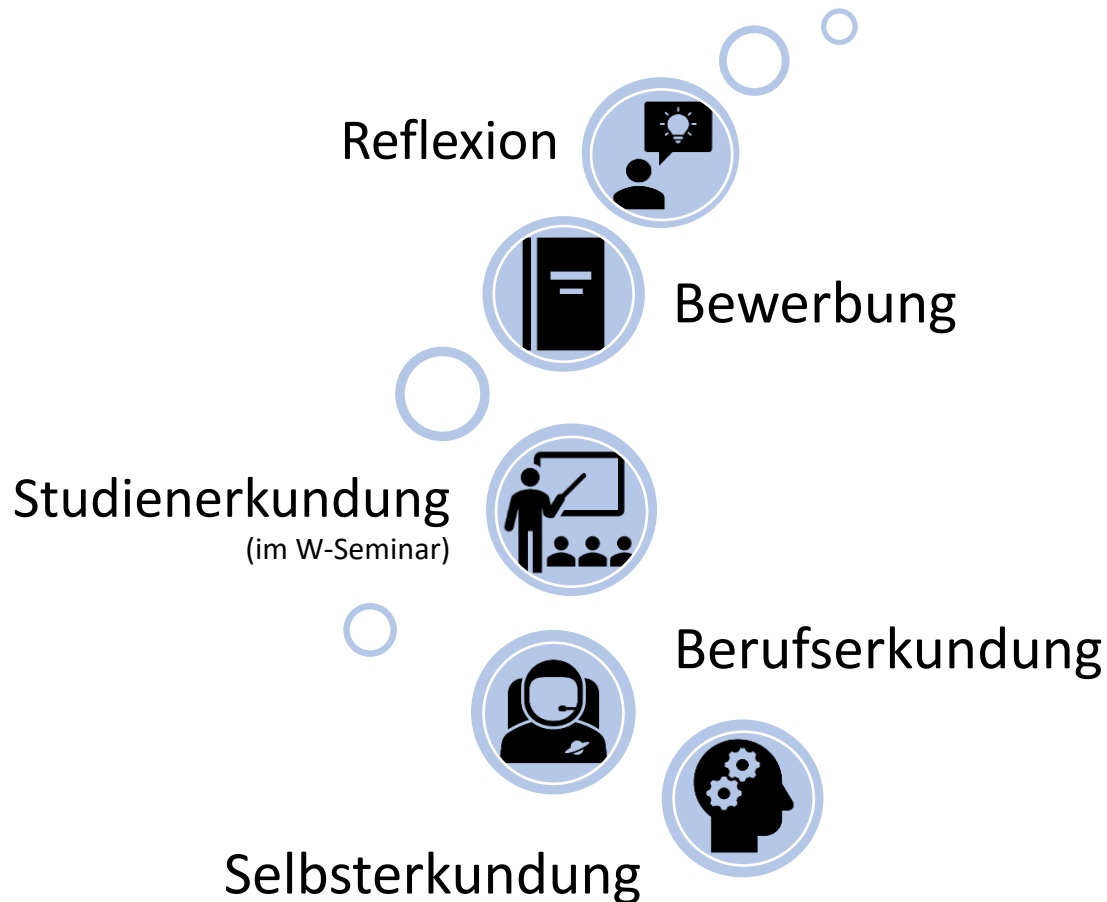 Reflexion
Bewerbung
Studienerkundung
(im W-Seminar)
Berufserkundung
Selbsterkundung